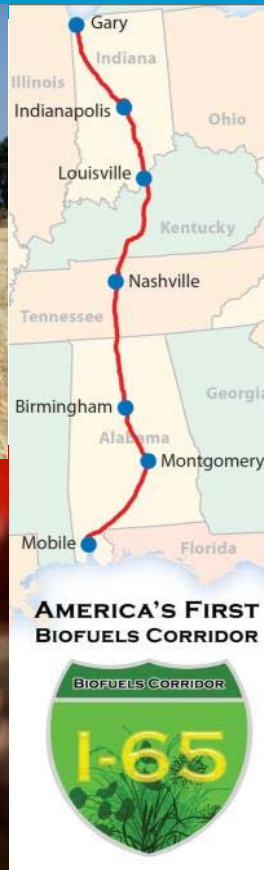 Gary
Indiana
Illinois
Indianapolis
Ohio
Louisville
Kentucky
Nashville
Tennessee
Georgia
Birmingham
Alabama
Montgomery
Mobile
Florida
AMERICA'S FIRST
BIOFUELS CORRIDOR
BIOFUELS CORRIDOR
I-65